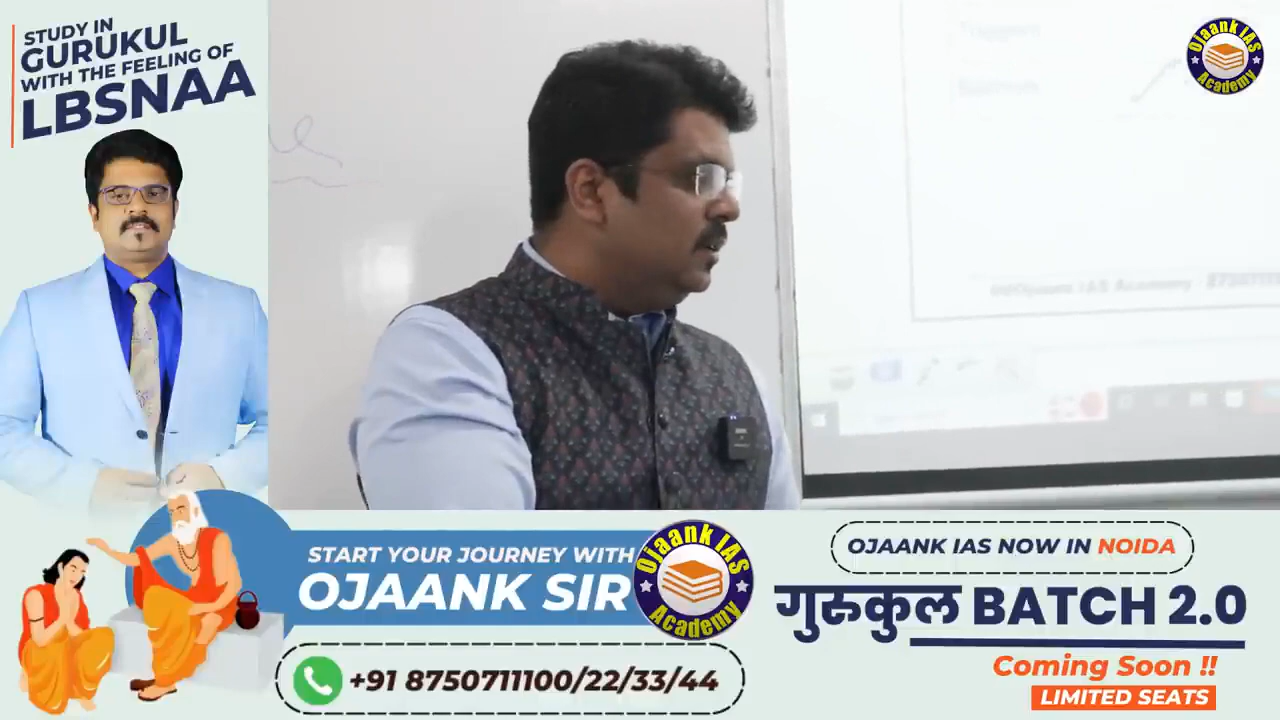 STUDY IN
GURUKUL
WITH THE FEELING OF
LBSNAA
Ojaank IAS
Academy
START YOUR JOURNEY WITH
OJAANK SIR
Ojaank IAS
Academy
+91 8750711100/22/33/44
OJAANK IAS NOW IN NOIDA
गुरुकुल BATCH 2.0
Coming Soon !!
LIMITED SEATS